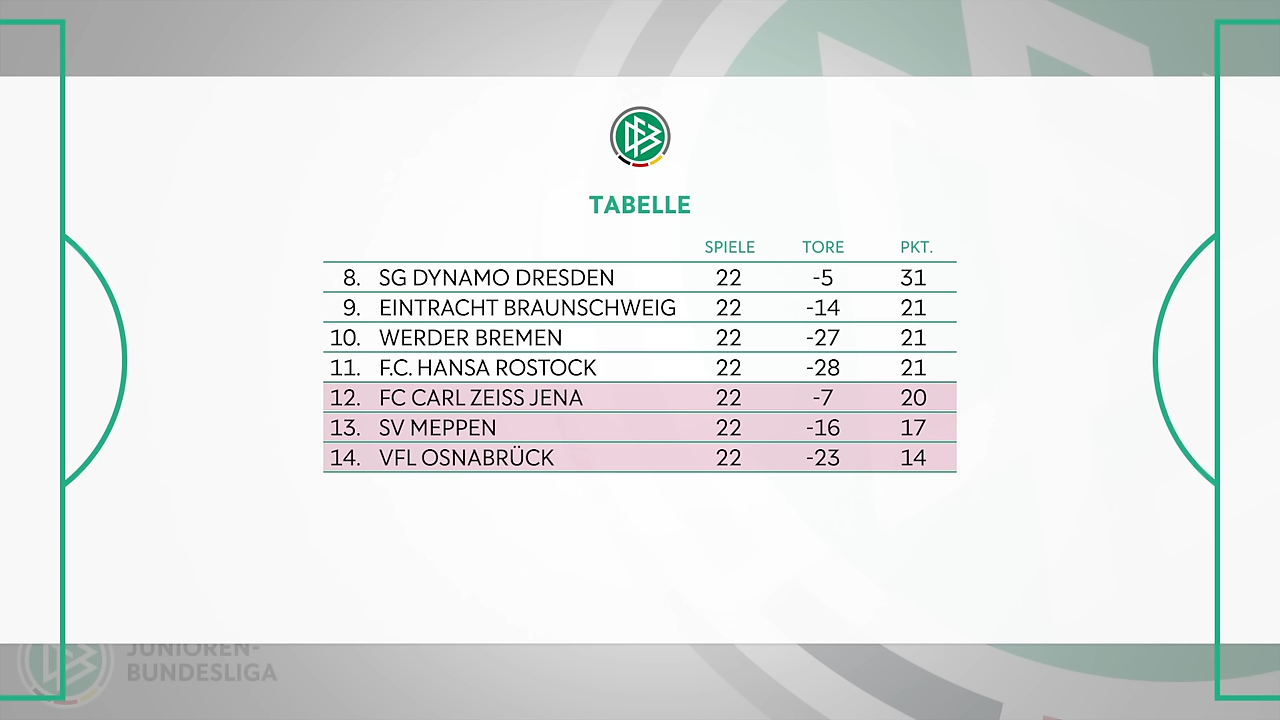 DFB
TABELLE
SPIELE TORE PKT.
8. SG DYNAMO DRESDEN 22 -5 31
9. EINTRACHT BRAUNSCHWEIG 22 -14 21
10. WERDER BREMEN 22 -27 21
11. F.C. HANSA ROSTOCK 22 -28 21
12. FC CARL ZEISS JENA 22 -7 20
13. SV MEPPEN 22 -16 17
14. VFL OSNABRÜCK 22 -23 14
JUNIOREN-
BUNDESLIGA